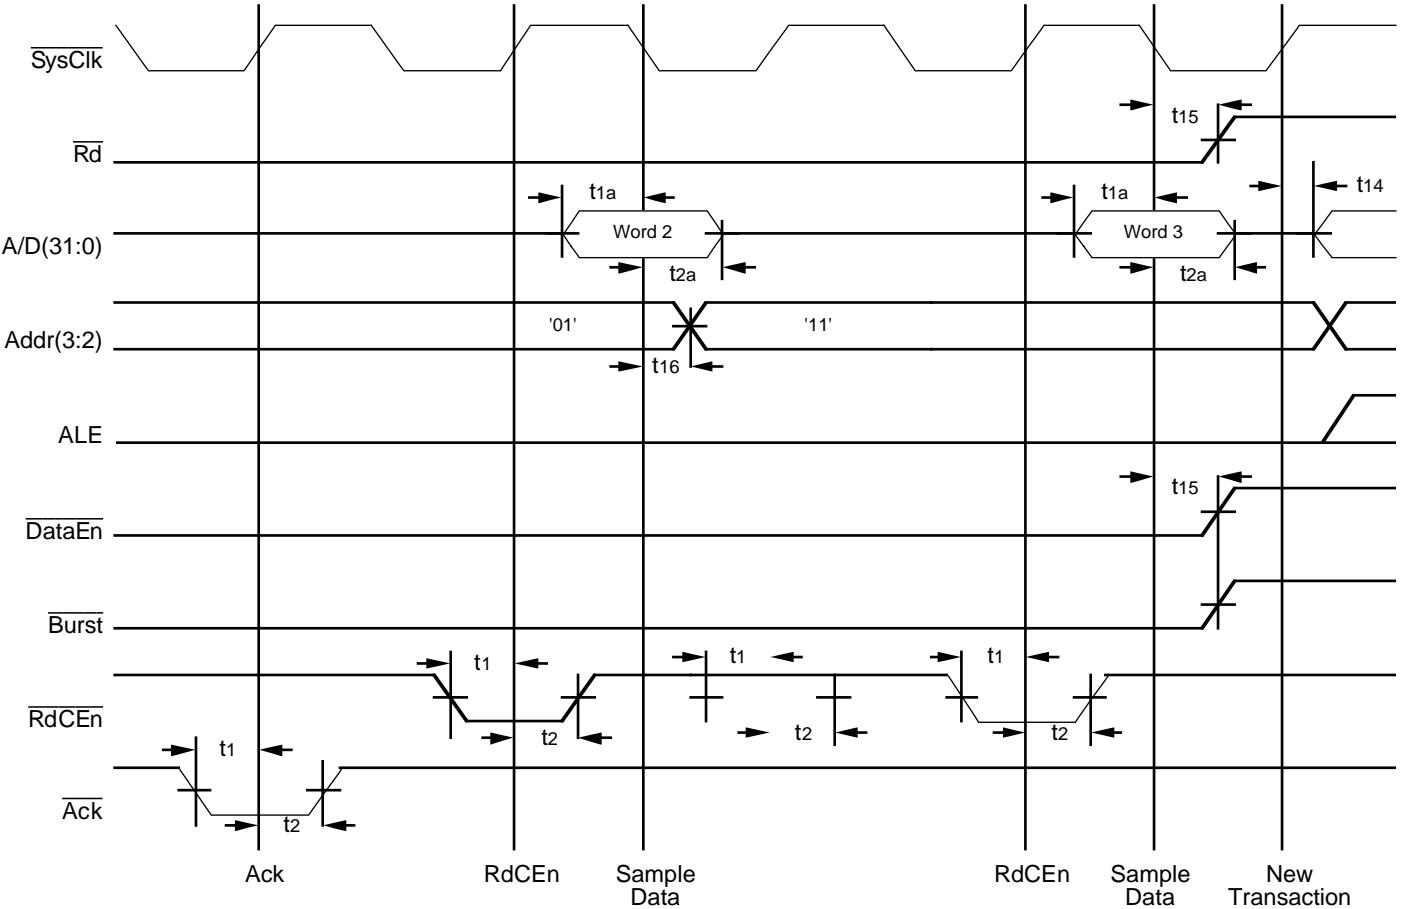 SysClk
t15
Rd
t1a
t1a
t14
A/D(31:0)
Word 2
Word 3
t2a
t2a
Addr(3:2)
'01'
'11'
t16
ALE
t15
DataEn
Burst
t1
t1
t1
RdCEn
t2
t2
t2
t1
Ack
t2
Ack
RdCEn
Sample
Data
RdCEn
Sample
Data
New
Transaction